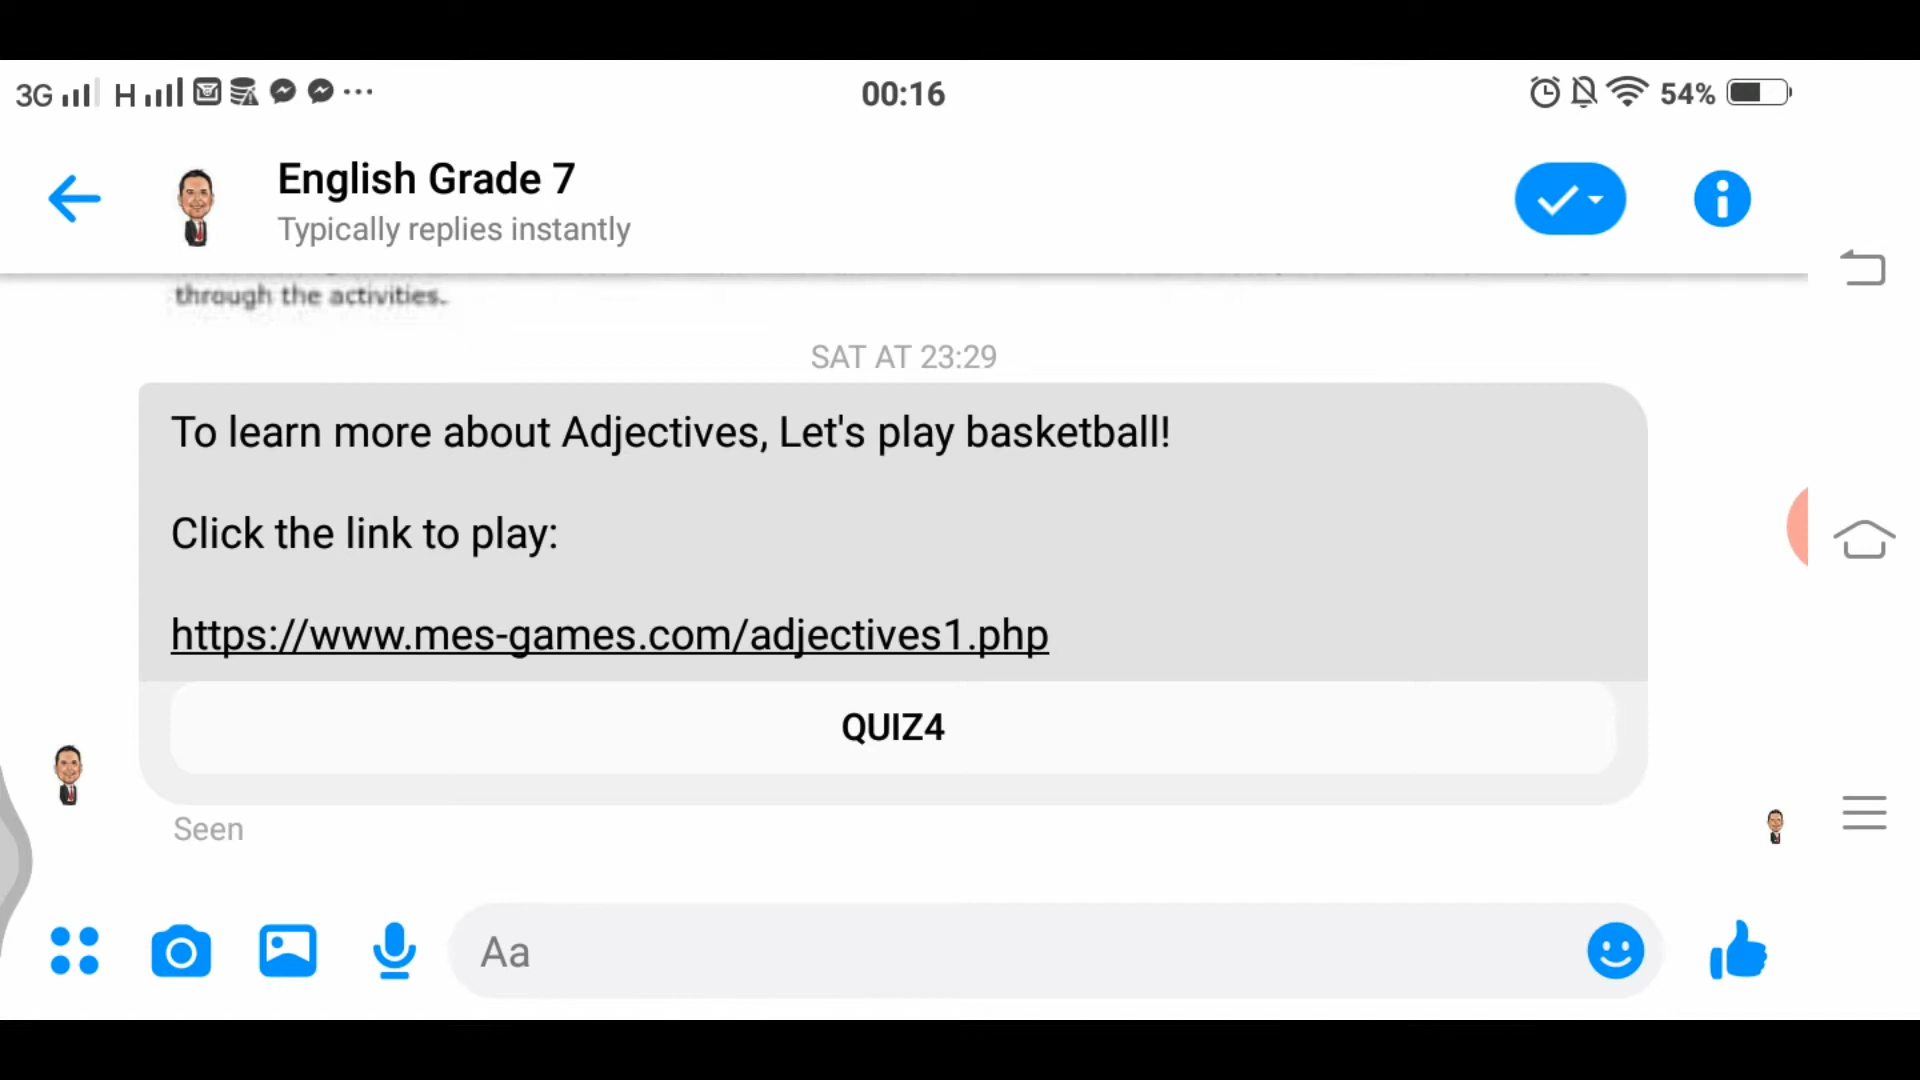 3G H 00:16 54%
English Grade 7
Typically replies instantly
through the activities.
SAT AT 23:29
To learn more about Adjectives, Let's play basketball!
Click the link to play:
https://www.mes-games.com/adjectives1.php
QUIZ4
Seen
Aa